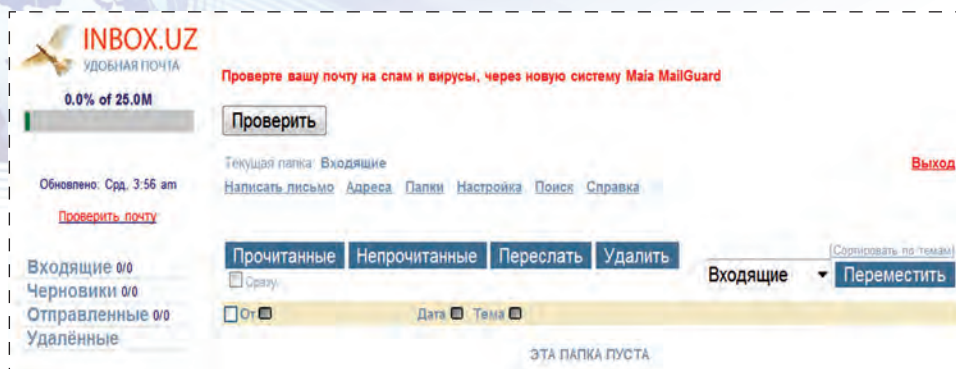 INBOX.UZ
УДОБНАЯ ПОЧТА
0.0% of 25.0M
Обновлено: Срд, 3:56 am
Проверить почту
Входящие 0/0
Черновики 0/0
Отправленные 0/0
Удалённые
Проверте вашу почту на спам и вирусы, через новую систему Maia MailGuard
Проверить
Текущая папка: Входящие
Выход
Написать письмо Адреса Папки Настройка Поиск Справка
Прочитанные Непрочитанные Переслать Удалить
Сразу
[Сортировать по темам]
Входящие Переместить
От Дата Тема
ЭТА ПАПКА ПУСТА